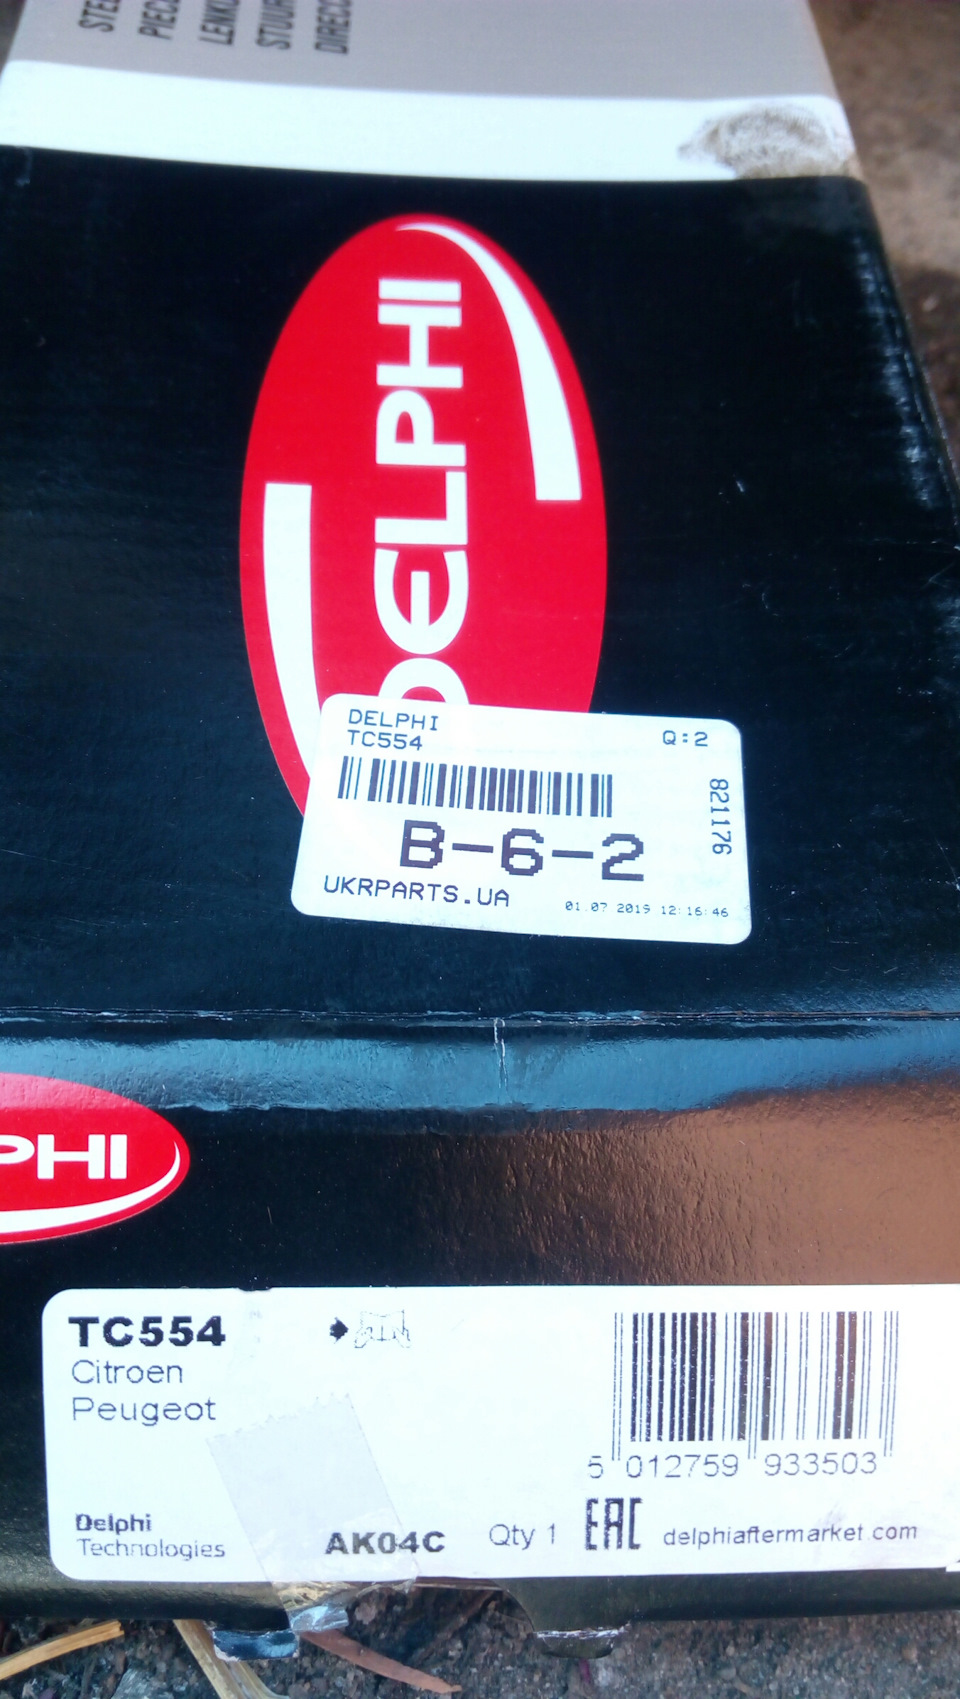 DELPHI
DELPHI
TC554
Q:2
821176
B-6-2
UKRPARTS.UA
01.07 2019 12:16:46
PHI
TC554
Citroen
Peugeot
5 012759 933503
Delphi
Technologies
AK04C
Qty 1
EAC
delphiaftermarket.com